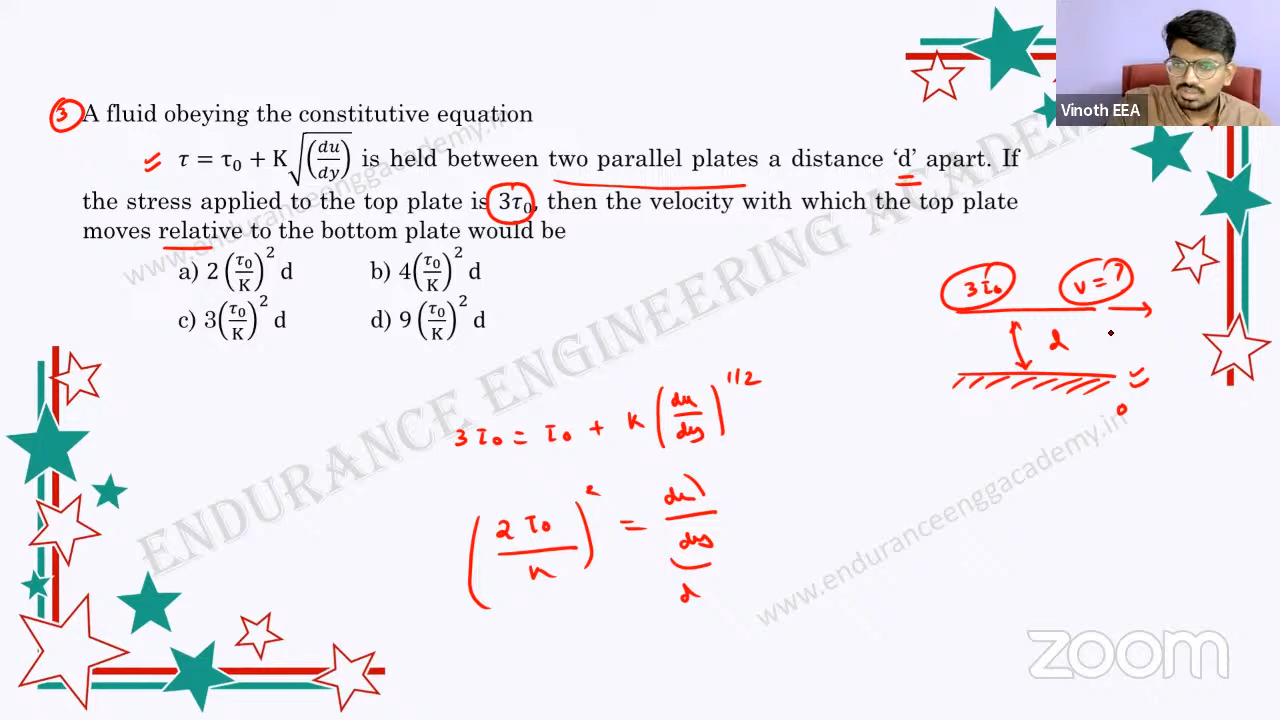 Vinoth EEA
3 A fluid obeying the constitutive equation
τ = τ₀ + K√(du/dy) is held between two parallel plates a distance ‘d’ apart. If
the stress applied to the top plate is 3τ₀, then the velocity with which the top plate
moves relative to the bottom plate would be
a) 2(τ₀/K)² d b) 4(τ₀/K)² d
c) 3(τ₀/K)² d d) 9(τ₀/K)² d
3τ₀ v=?
d
0
3τ₀ = τ₀ + K(du/dy)^1/2
(2τ₀/K)² = du/dy
d
ENDURANCE ENGINEERING ACADEMY
www.enduranceenggacademy.in
www.enduranceenggacademy.in
zoom